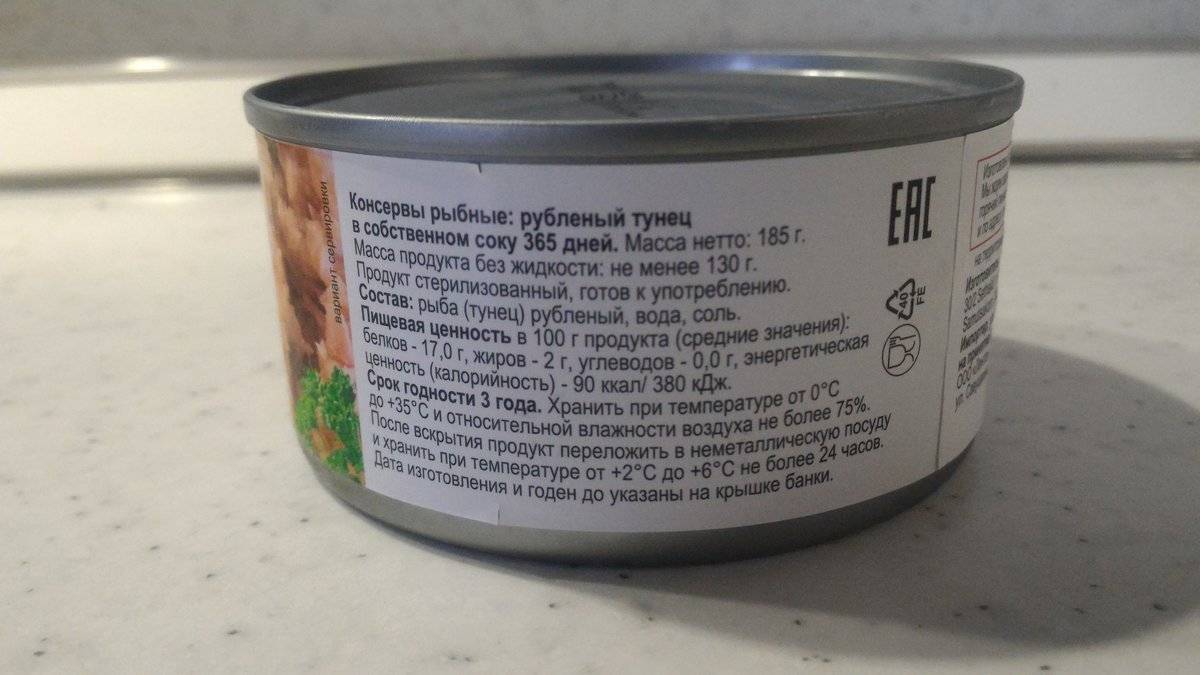 вариант сервировки
Консервы рыбные: рубленый тунец
в собственном соку 365 дней. Масса нетто: 185 г.
Масса продукта без жидкости: не менее 130 г.
Продукт стерилизованный, готов к употреблению.
Состав: рыба (тунец) рубленый, вода, соль.
Пищевая ценность в 100 г продукта (средние значения):
белков - 17,0 г, жиров - 2 г, углеводов - 0,0 г, энергетическая
ценность (калорийность) - 90 ккал/ 380 кДж.
Срок годности 3 года. Хранить при температуре от 0°С
до +35°С и относительной влажности воздуха не более 75%.
После вскрытия продукт переложить в неметаллическую посуду
и хранить при температуре от +2°С до +6°С не более 24 часов.
Дата изготовления и годен до указаны на крышке банки.
EAC
40
FE